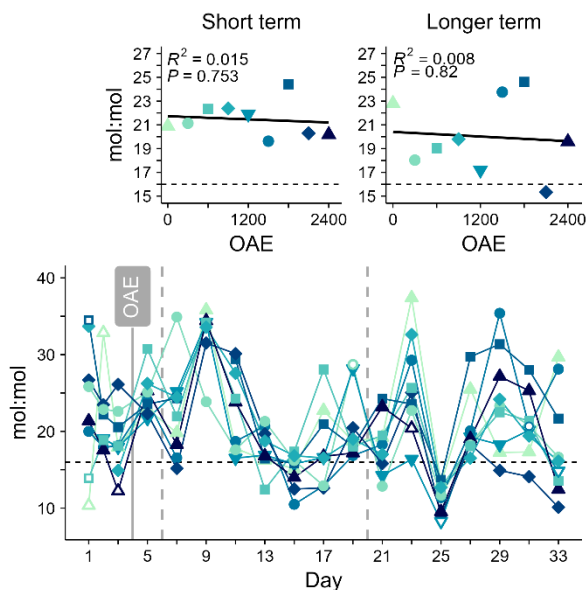 Short term
Longer term
R² = 0.015
P = 0.753
R² = 0.008
P = 0.82
mol:mol
27
25
23
21
19
17
15
0
1200
2400
OAE
27
25
23
21
19
17
15
0
1200
2400
OAE
OAE
mol:mol
40
30
20
10
1
5
9
13
17
21
25
29
33
Day